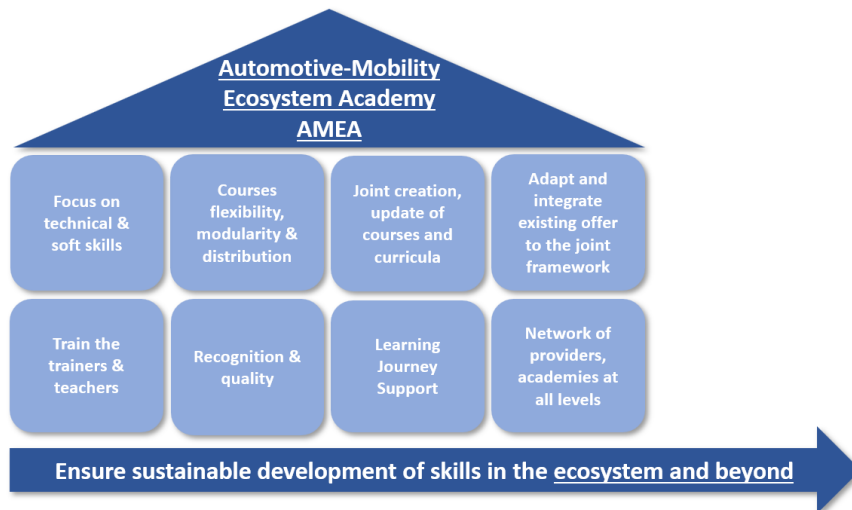 Automotive-Mobility
Ecosystem Academy
AMEA
Focus on
technical &
soft skills
Courses
flexibility,
modularity &
distribution
Joint creation,
update of
courses and
curricula
Adapt and
integrate
existing offer
to the joint
framework
Train the
trainers &
teachers
Recognition &
quality
Learning
Journey
Support
Network of
providers,
academies at
all levels
Ensure sustainable development of skills in the ecosystem and beyond